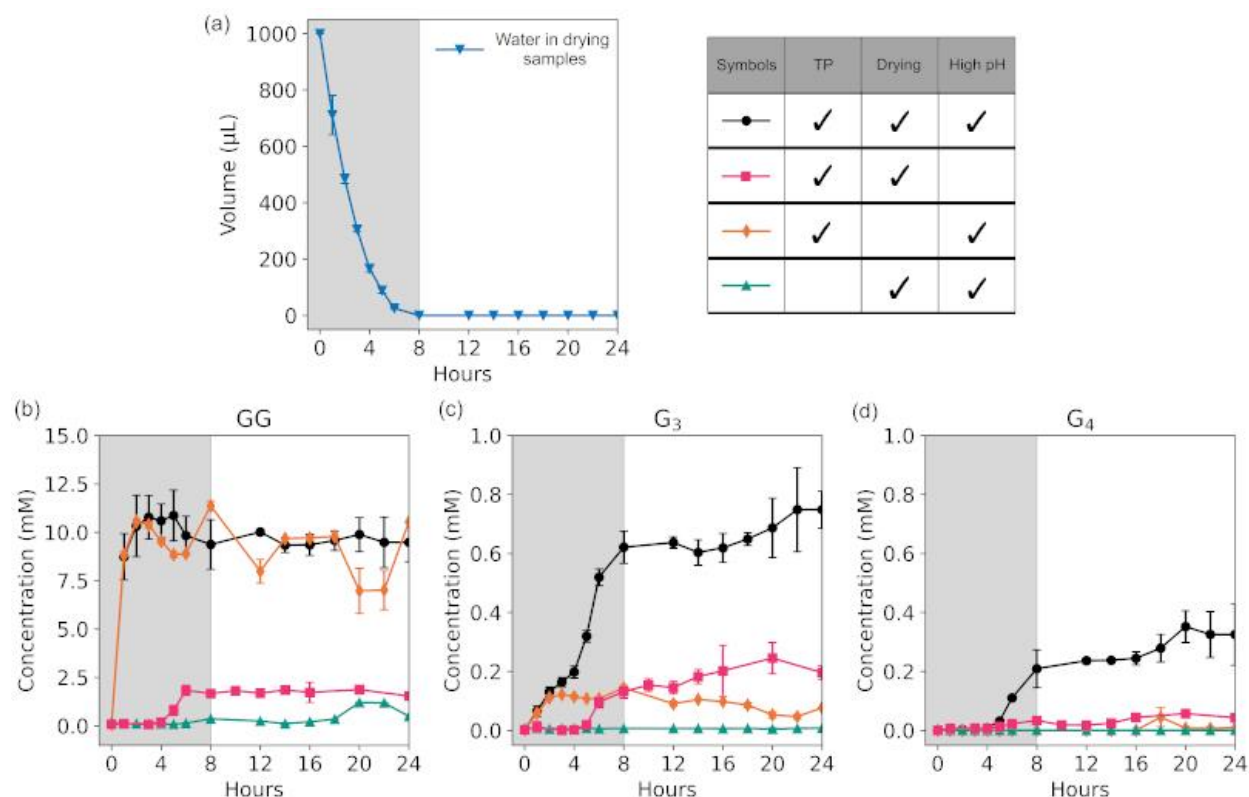 (a)
1000
800
600
400
200
0
Volume (μL)
Water in drying
samples
0 4 8 12 16 20 24
Hours
Symbols TP Drying High pH
✓ ✓ ✓
✓ ✓
✓ ✓
✓ ✓
(b)
GG
15.0
12.5
10.0
7.5
5.0
2.5
0.0
Concentration (mM)
0 4 8 12 16 20 24
Hours
(c)
G₃
1.0
0.8
0.6
0.4
0.2
0.0
Concentration (mM)
0 4 8 12 16 20 24
Hours
(d)
G₄
1.0
0.8
0.6
0.4
0.2
0.0
Concentration (mM)
0 4 8 12 16 20 24
Hours